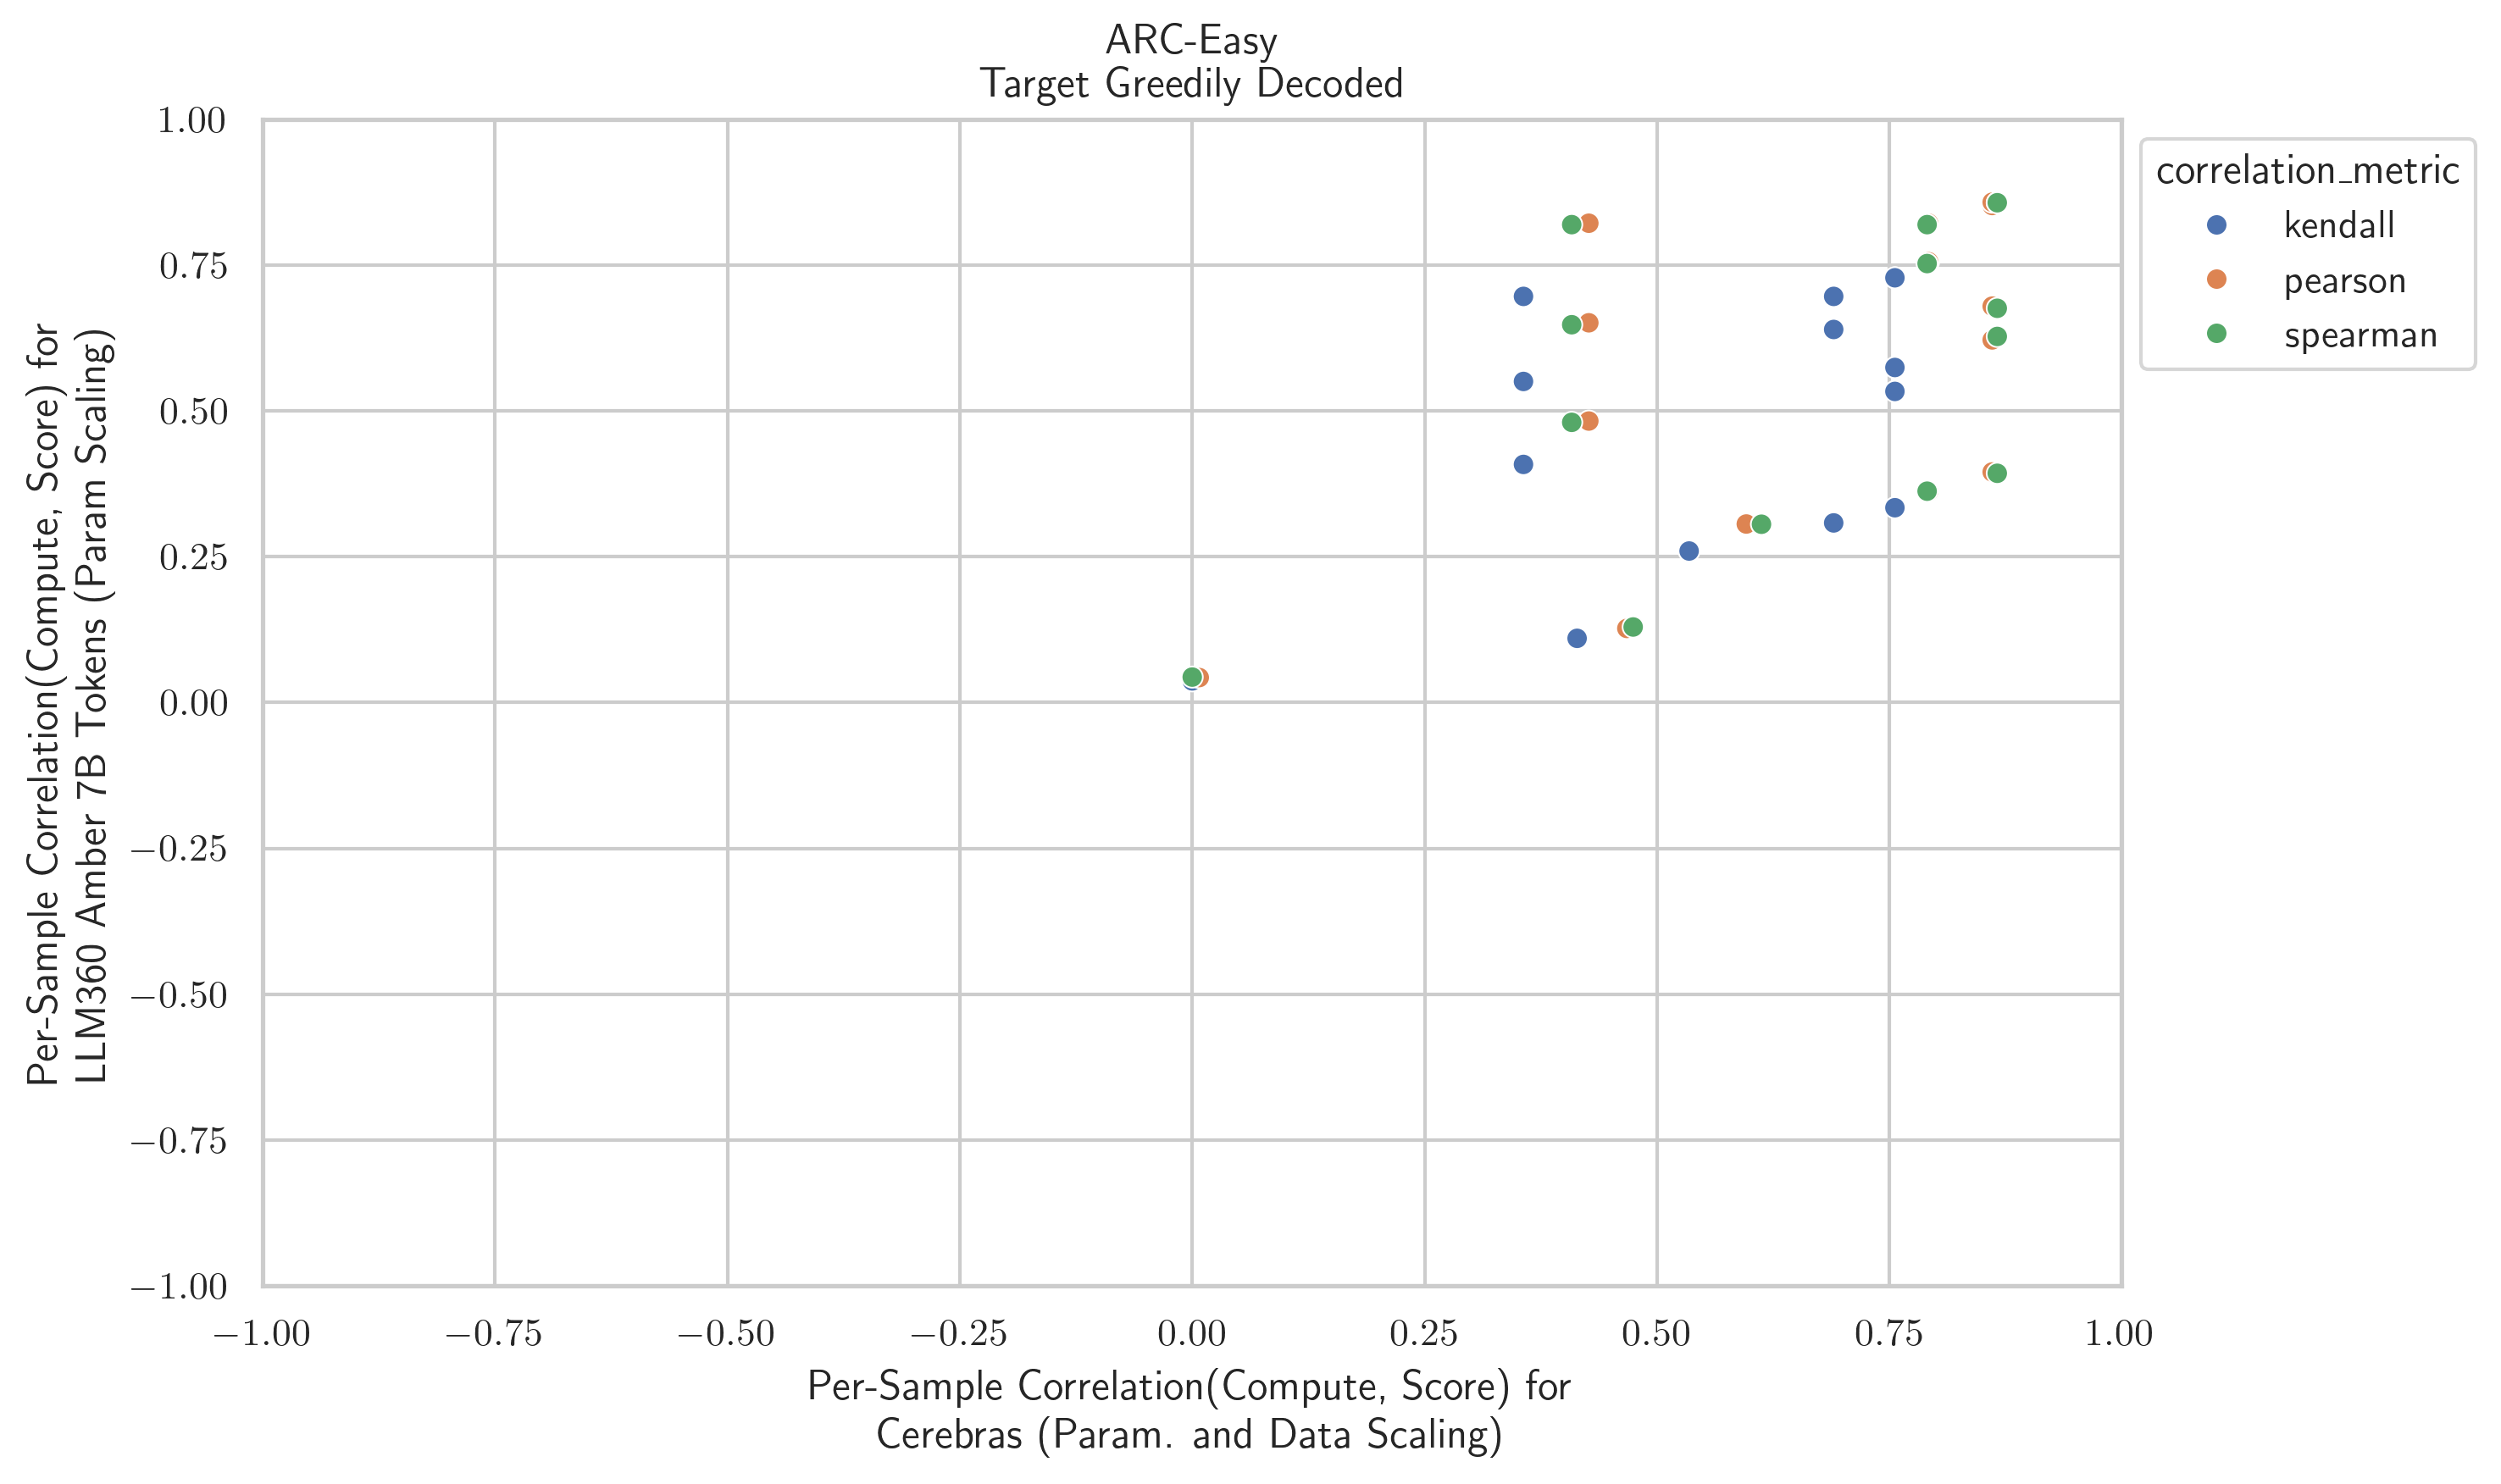 ARC-Easy
Target Greedily Decoded
Per-Sample Correlation(Compute, Score) for
LLM360 Amber 7B Tokens (Param Scaling)
1.00
0.75
0.50
0.25
0.00
−0.25
−0.50
−0.75
−1.00
correlation_metric
kendall
pearson
spearman
−1.00 −0.75 −0.50 −0.25 0.00 0.25 0.50 0.75 1.00
Per-Sample Correlation(Compute, Score) for
Cerebras (Param. and Data Scaling)